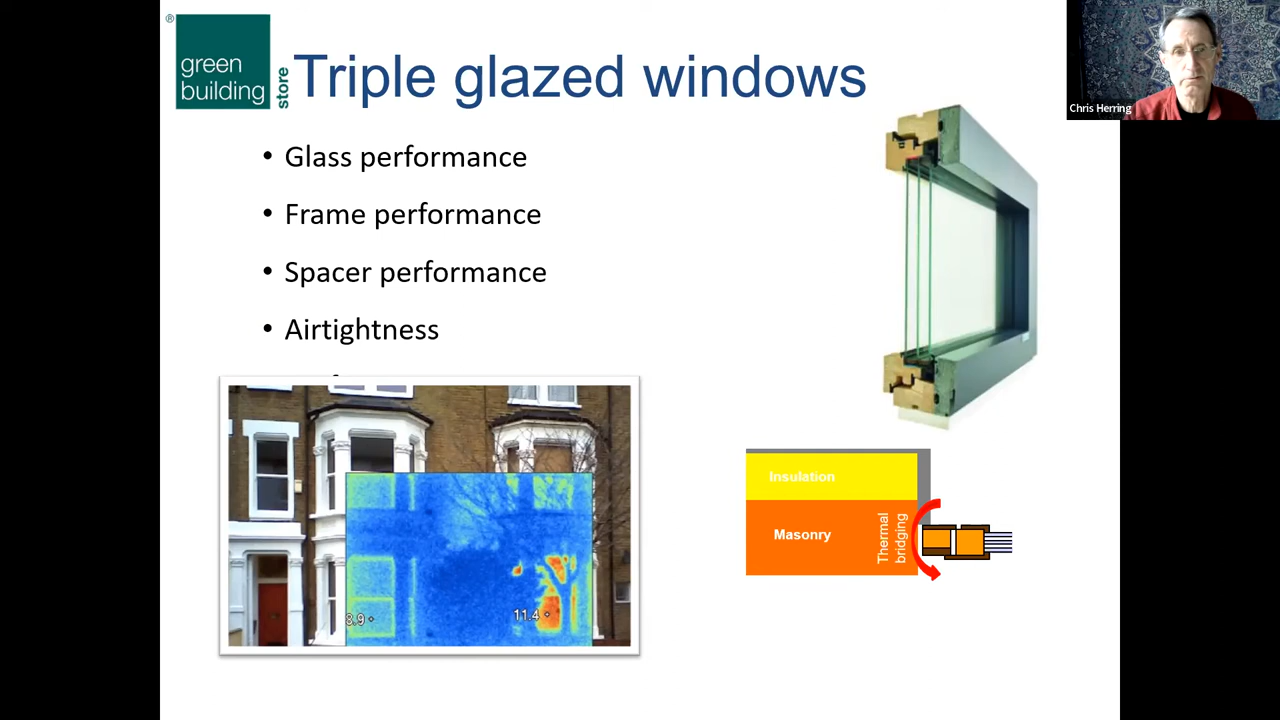 ®
green
building
store
Triple glazed windows
Chris Herring
• Glass performance
• Frame performance
• Spacer performance
• Airtightness
8.9
11.4
Insulation
Masonry
Thermal
bridging